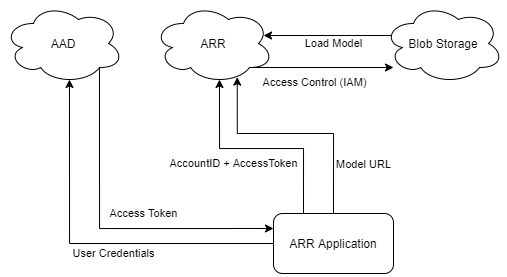 AAD
ARR
Load Model
Blob Storage
Access Control (IAM)
AccountID + AccessToken
Model URL
Access Token
ARR Application
User Credentials